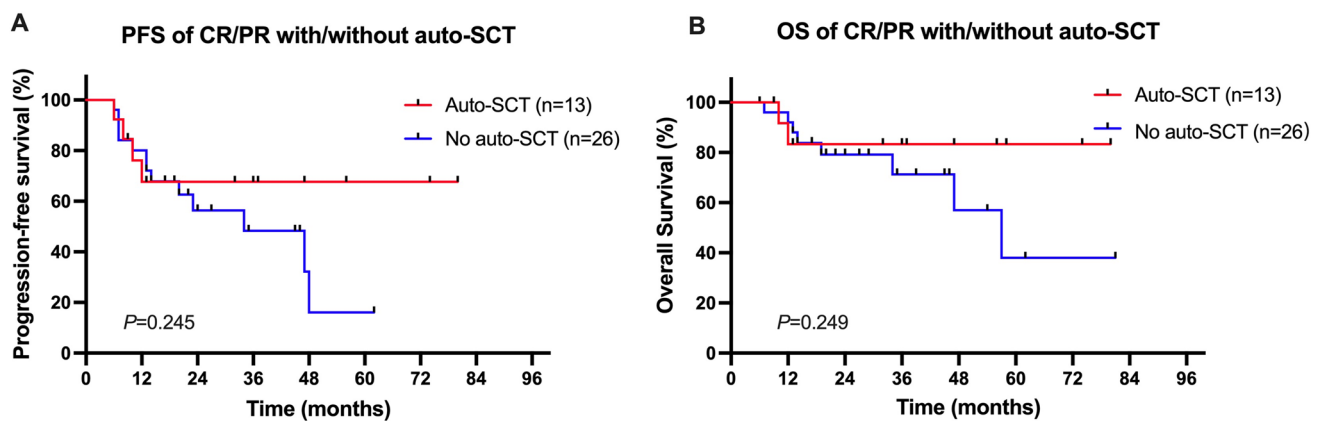 A
PFS of CR/PR with/without auto-SCT
Progression-free survival (%)
100
80
60
40
20
0
0 12 24 36 48 60 72 84 96
Time (months)
Auto-SCT (n=13)
No auto-SCT (n=26)
P=0.245
B
OS of CR/PR with/without auto-SCT
Overall Survival (%)
100
80
60
40
20
0
0 12 24 36 48 60 72 84 96
Time (months)
Auto-SCT (n=13)
No auto-SCT (n=26)
P=0.249